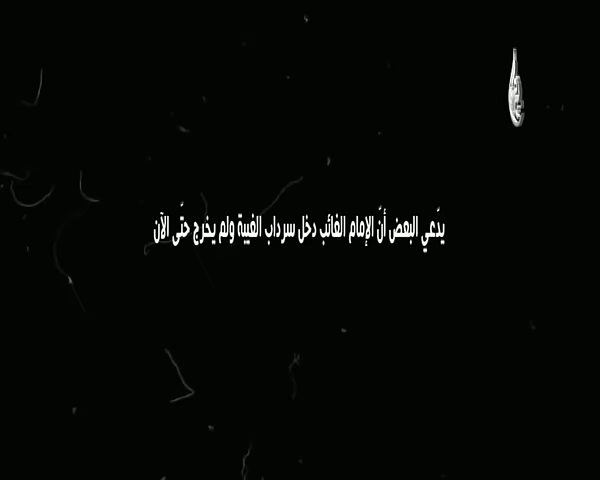 يدّعي البعض أنّ الإمام الغائب دخل سرداب الغيبة ولم يخرج حتّى الآن